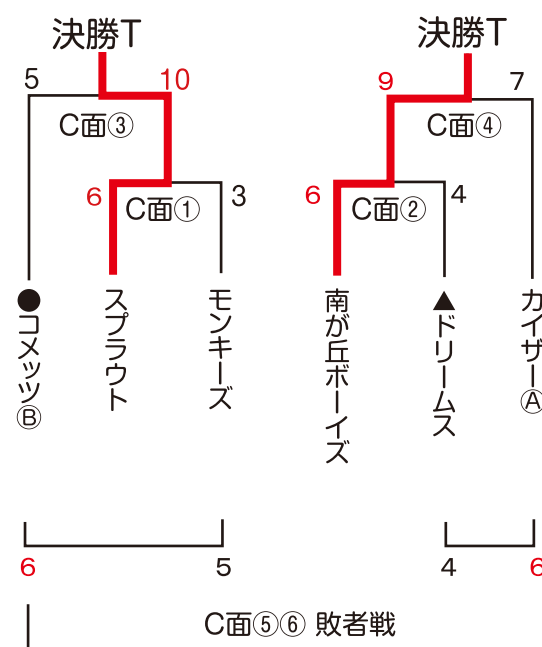 決勝T 決勝T
5 10 9 7
C面③ C面④
6 3 6 4
C面① C面②
●コメッツⒷ
スプラウト
モンキーズ
南が丘ボーイズ
▲ドリームス
カイザーⒶ
6 5 4 6
C面⑤⑥ 敗者戦